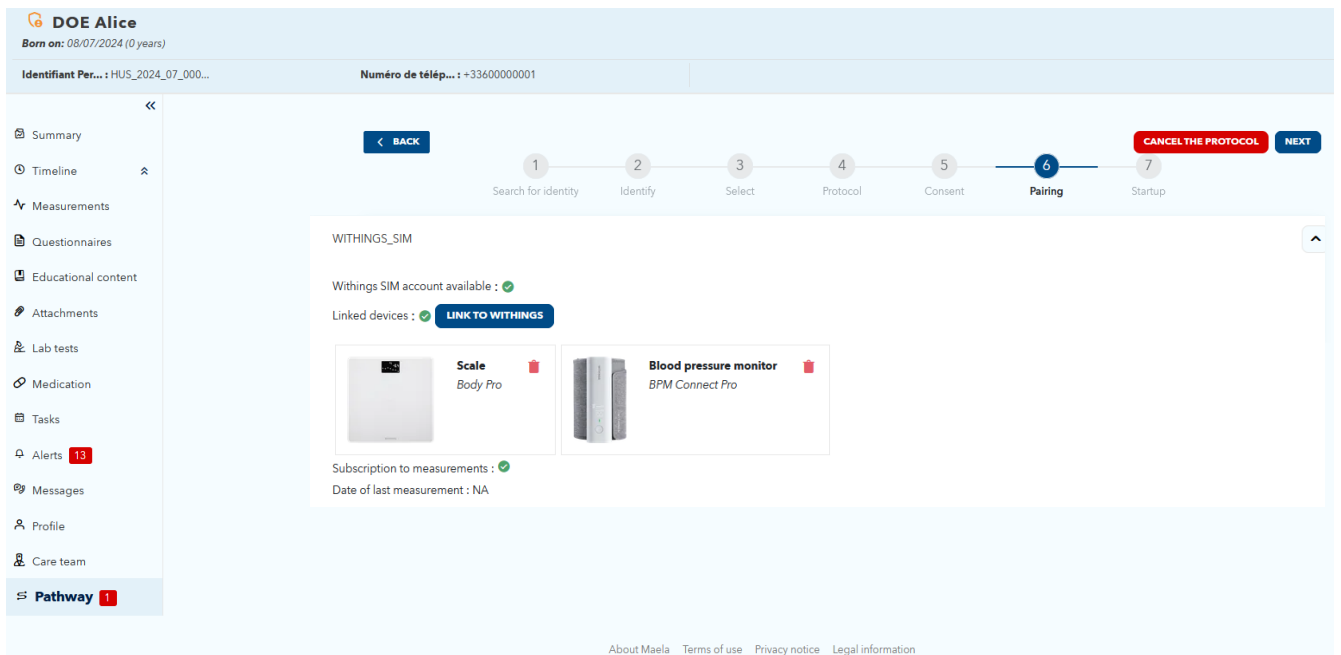 DOE Alice
Born on: 08/07/2024 (0 years)
Identifiant Per... : HUS_2024_07_000...
Numéro de télép... : +33600000001
Summary
Timeline
Measurements
Questionnaires
Educational content
Attachments
Lab tests
Medication
Tasks
Alerts 13
Messages
Profile
Care team
Pathway 1
BACK
CANCEL THE PROTOCOL
NEXT
1 2 3 4 5 6 7
Search for identity Identify Select Protocol Consent Pairing Startup
WITHINGS_SIM
Withings SIM account available :
Linked devices : LINK TO WITHINGS
Scale
Body Pro
Blood pressure monitor
BPM Connect Pro
Subscription to measurements :
Date of last measurement : NA
About Maela Terms of use Privacy notice Legal information